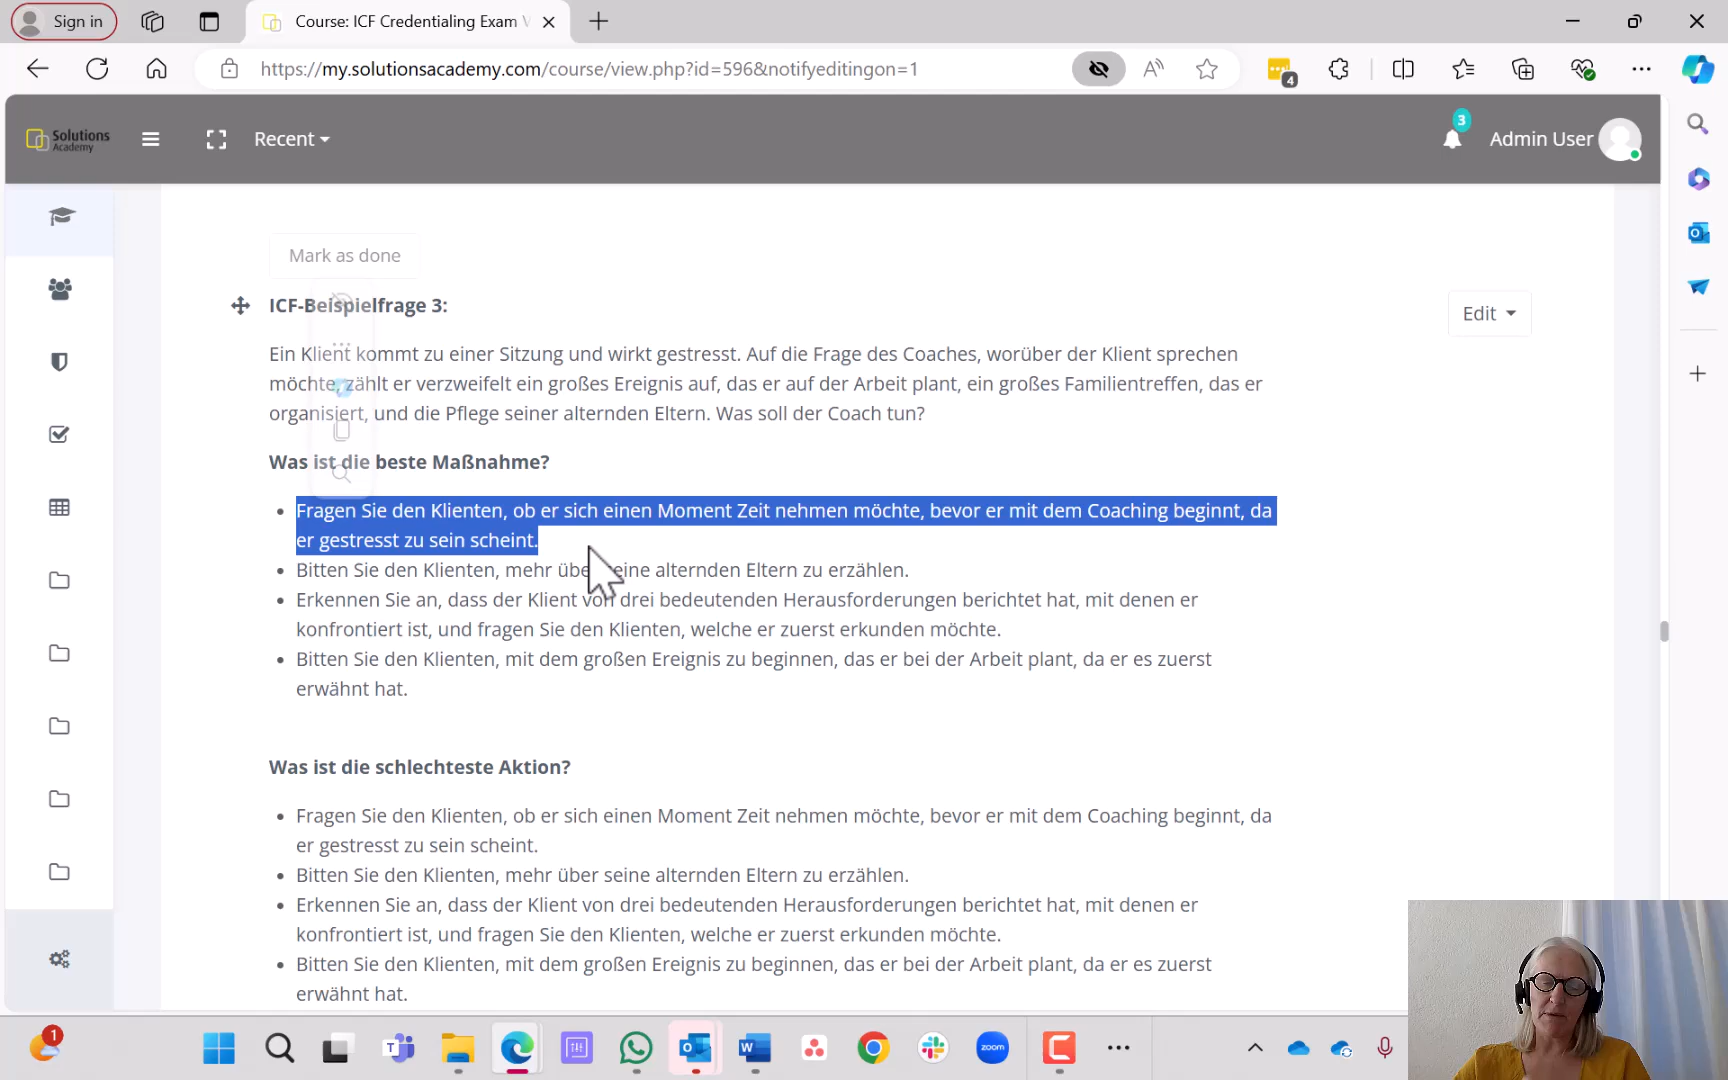 Sign in
Course: ICF Credentialing Exam
https://my.solutionsacademy.com/course/view.php?id=596&notifyeditingon=1
4
Solutions
Academy
Recent
3
Admin User
Mark as done
ICF-Beispielfrage 3:
Edit
Ein Klient kommt zu einer Sitzung und wirkt gestresst. Auf die Frage des Coaches, worüber der Klient sprechen
möchte, zählt er verzweifelt ein großes Ereignis auf, das er auf der Arbeit plant, ein großes Familientreffen, das er
organisiert, und die Pflege seiner alternden Eltern. Was soll der Coach tun?
Was ist die beste Maßnahme?
Fragen Sie den Klienten, ob er sich einen Moment Zeit nehmen möchte, bevor er mit dem Coaching beginnt, da
er gestresst zu sein scheint.
Bitten Sie den Klienten, mehr über seine alternden Eltern zu erzählen.
Erkennen Sie an, dass der Klient von drei bedeutenden Herausforderungen berichtet hat, mit denen er
konfrontiert ist, und fragen Sie den Klienten, welche er zuerst erkunden möchte.
Bitten Sie den Klienten, mit dem großen Ereignis zu beginnen, das er bei der Arbeit plant, da er es zuerst
erwähnt hat.
Was ist die schlechteste Aktion?
Fragen Sie den Klienten, ob er sich einen Moment Zeit nehmen möchte, bevor er mit dem Coaching beginnt, da
er gestresst zu sein scheint.
Bitten Sie den Klienten, mehr über seine alternden Eltern zu erzählen.
Erkennen Sie an, dass der Klient von drei bedeutenden Herausforderungen berichtet hat, mit denen er
konfrontiert ist, und fragen Sie den Klienten, welche er zuerst erkunden möchte.
Bitten Sie den Klienten, mit dem großen Ereignis zu beginnen, das er bei der Arbeit plant, da er es zuerst
erwähnt hat.
1
zoom